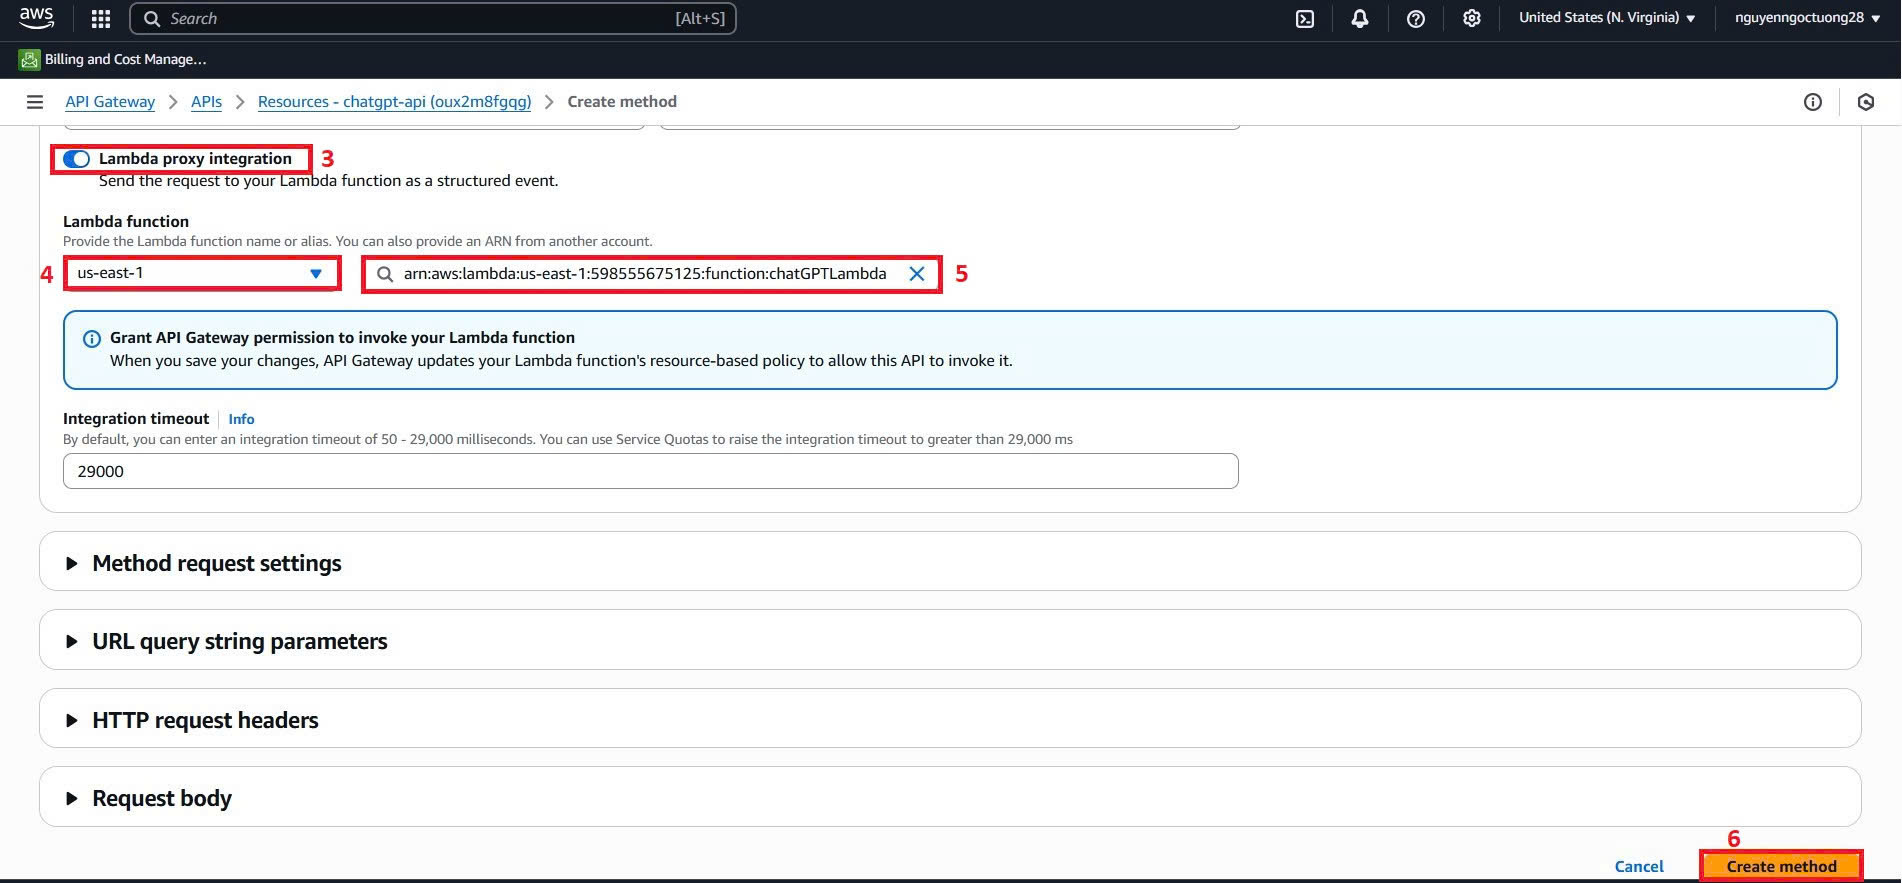 aws
Search [Alt+S]
United States (N. Virginia)
nguyenngoctuong28
Billing and Cost Manage...
API Gateway > APIs > Resources - chatgpt-api (oux2m8fgqg) > Create method
Lambda proxy integration 3
Send the request to your Lambda function as a structured event.
Lambda function
Provide the Lambda function name or alias. You can also provide an ARN from another account.
4 us-east-1 arn:aws:lambda:us-east-1:598555675125:function:chatGPTLambda 5
Grant API Gateway permission to invoke your Lambda function
When you save your changes, API Gateway updates your Lambda function's resource-based policy to allow this API to invoke it.
Integration timeout Info
By default, you can enter an integration timeout of 50 - 29,000 milliseconds. You can use Service Quotas to raise the integration timeout to greater than 29,000 ms
29000
Method request settings
URL query string parameters
HTTP request headers
Request body
6
Cancel Create method